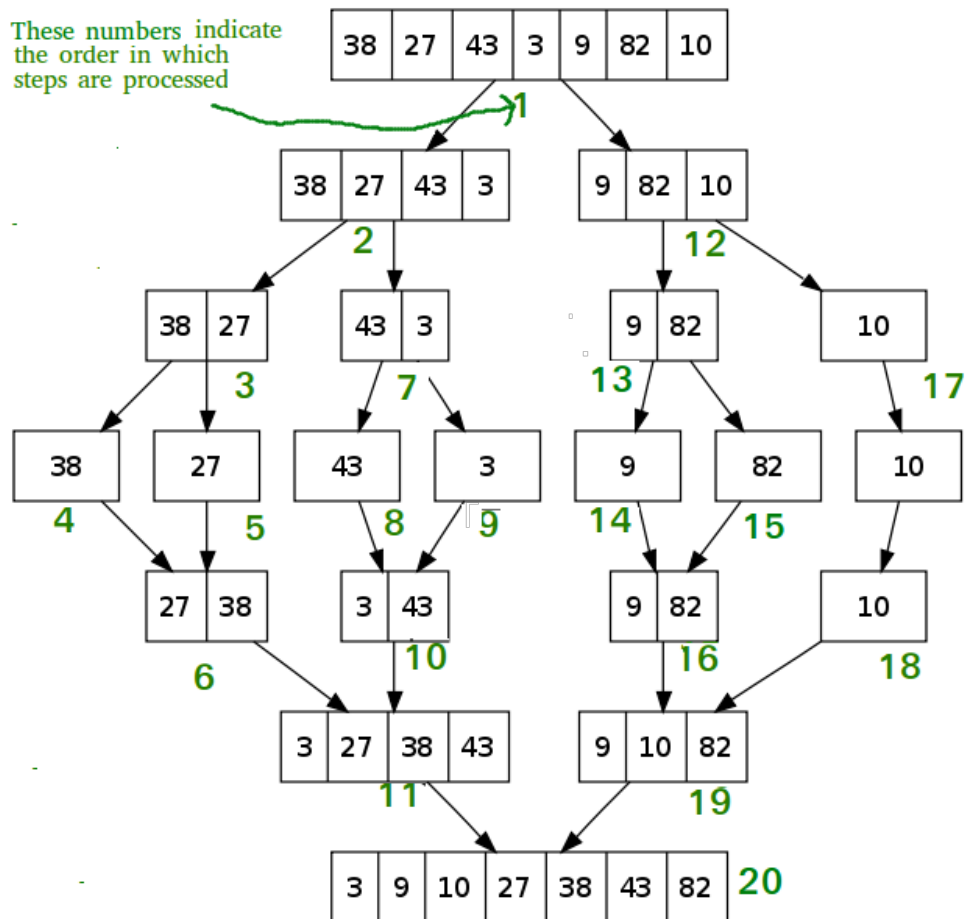 These numbers indicate
the order in which
steps are processed
38 27 43 3 9 82 10
1
38 27 43 3 9 82 10
2 12
38 27 43 3 9 82 10
3 7 13 17
38 27 43 3 9 82 10
4 5 8 9 14 15
27 38 3 43 9 82 10
6 10 16 18
3 27 38 43 9 10 82
11 19
3 9 10 27 38 43 82 20